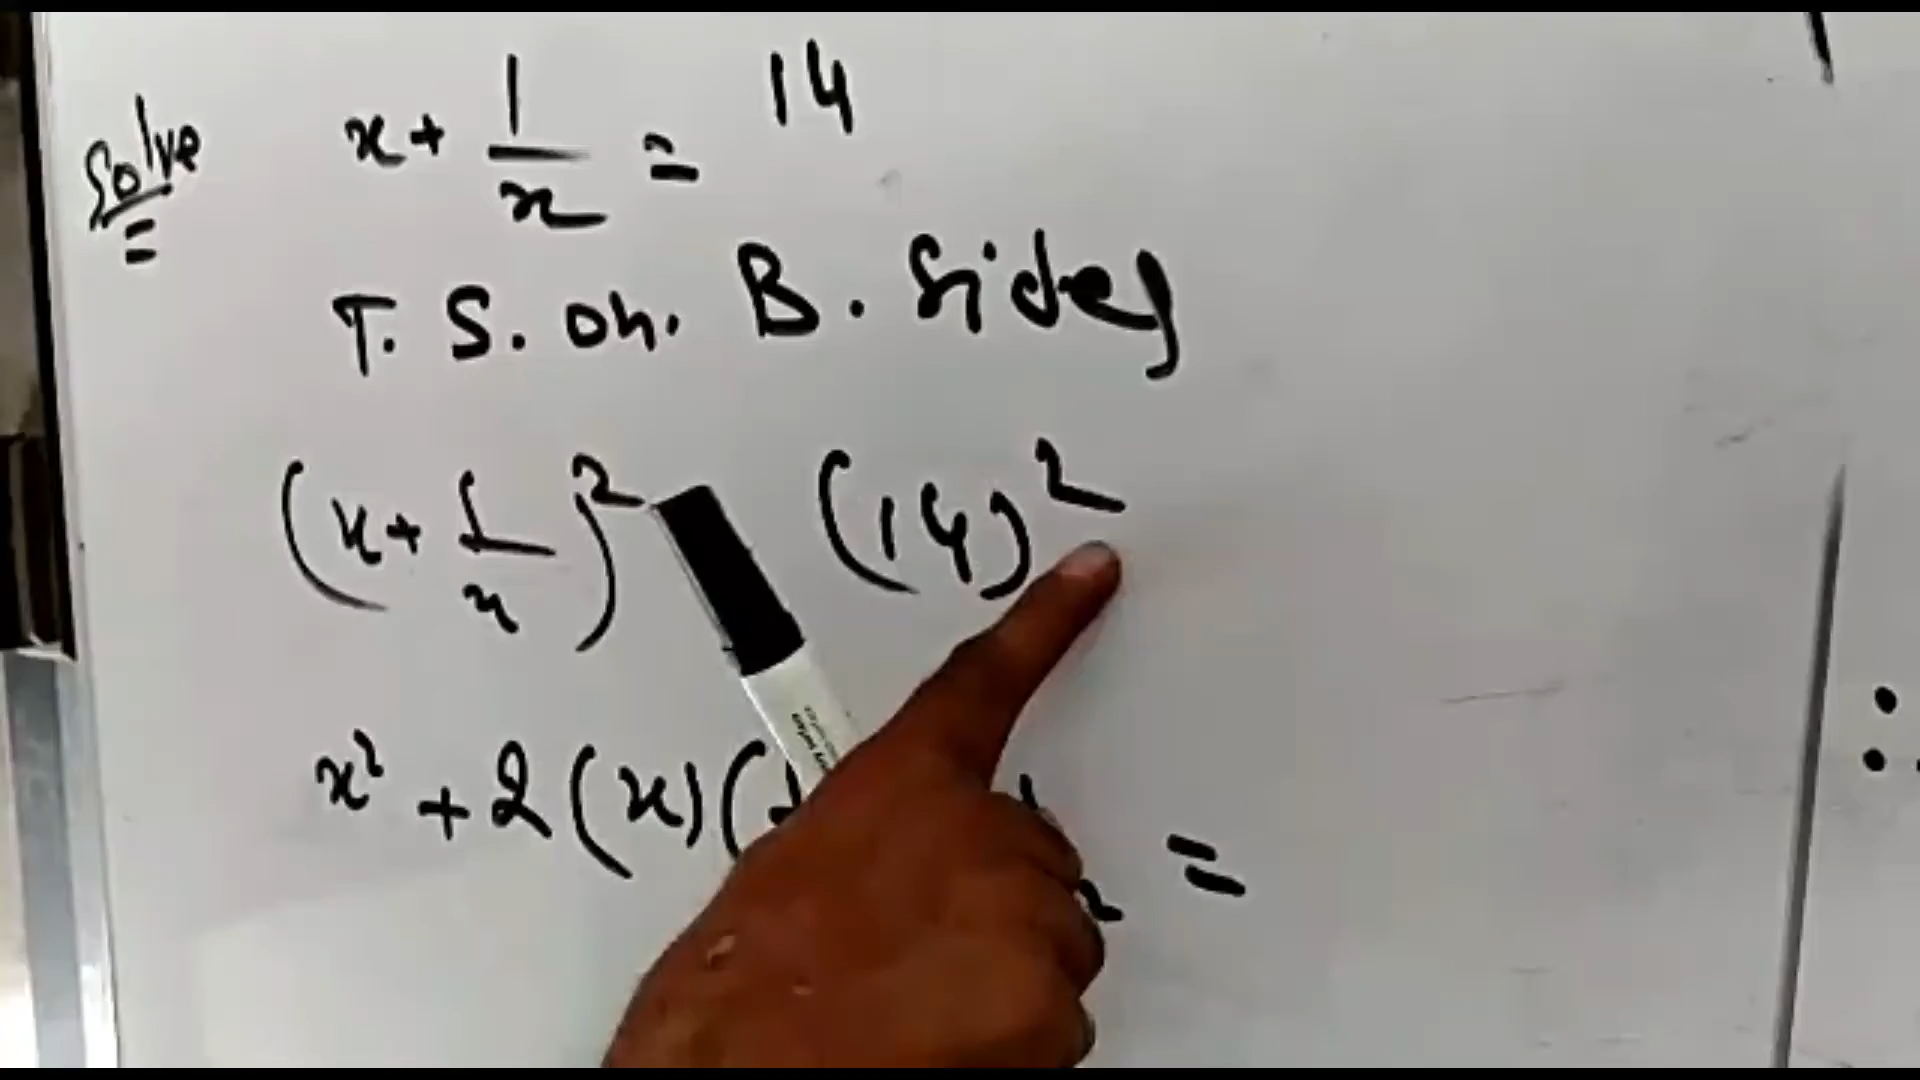 Solve x + 1/x = 14
T. S. on. B. Sides
(x + 1/x)² (14)²
x² + 2(x)( =